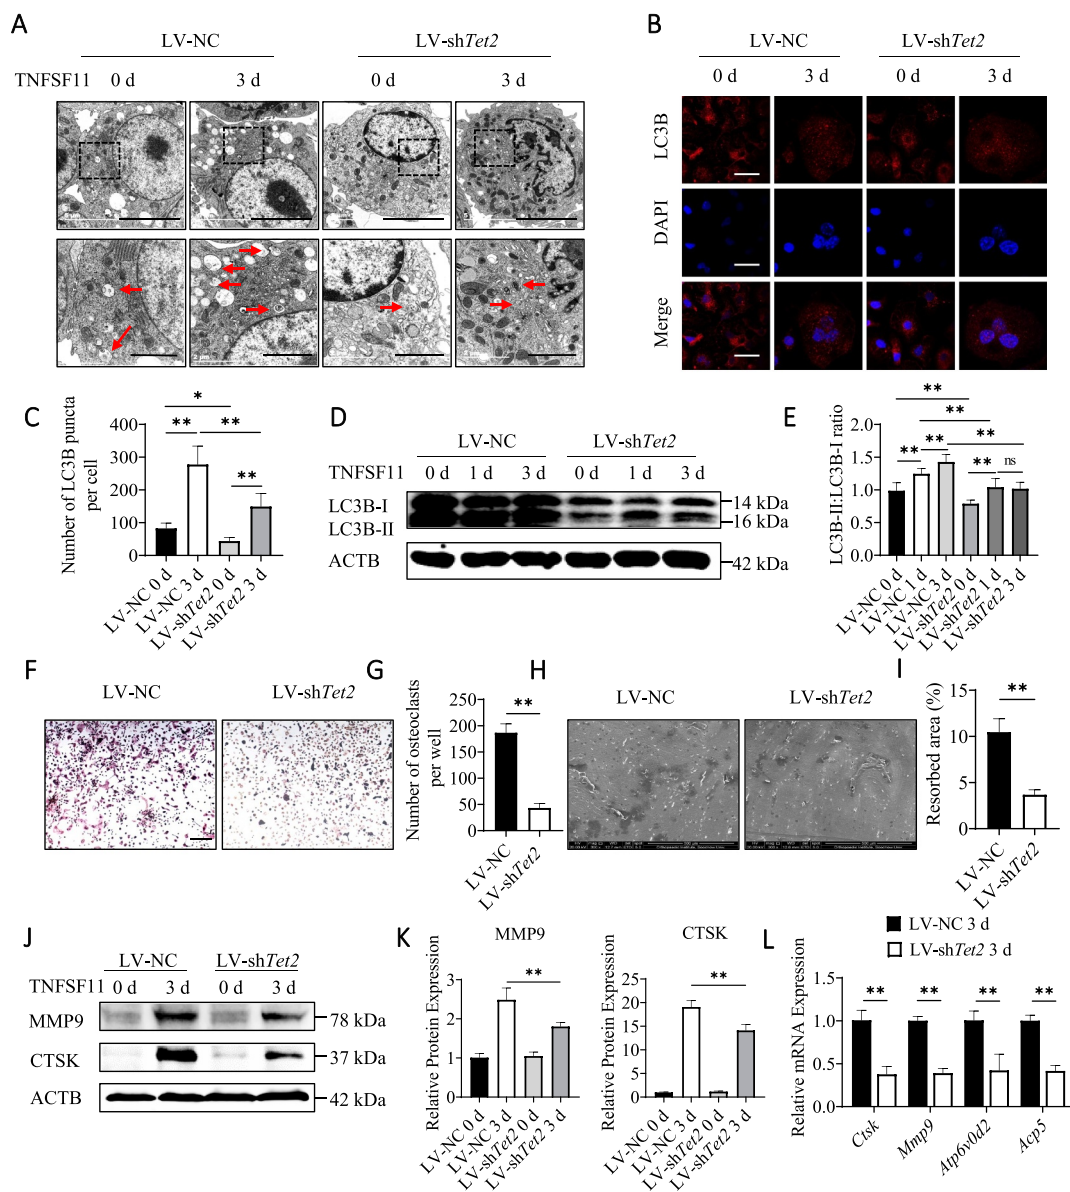 A
LV-NC
LV-shTet2
TNFSF11
0 d
3 d
0 d
3 d
2 μm
B
LV-NC
LV-shTet2
0 d
3 d
0 d
3 d
LC3B
DAPI
Merge
C
Number of LC3B puncta
per cell
400
300
200
100
0
*
**
**
**
LV-NC 0 d
LV-NC 3 d
LV-shTet2 0 d
LV-shTet2 3 d
D
LV-NC
LV-shTet2
TNFSF11
0 d
1 d
3 d
0 d
1 d
3 d
LC3B-I
LC3B-II
14 kDa
16 kDa
ACTB
42 kDa
E
LC3B-II:LC3B-I ratio
2.0
1.5
1.0
0.5
0.0
**
**
**
**
**
**
ns
LV-NC 0 d
LV-NC 1 d
LV-NC 3 d
LV-shTet2 0 d
LV-shTet2 1 d
LV-shTet2 3 d
F
LV-NC
LV-shTet2
G
Number of osteoclasts
per well
250
200
150
100
50
0
**
LV-NC
LV-shTet2
H
LV-NC
LV-shTet2
I
Resorbed area (%)
15
10
5
0
**
LV-NC
LV-shTet2
J
LV-NC
LV-shTet2
TNFSF11
0 d
3 d
0 d
3 d
MMP9
78 kDa
CTSK
37 kDa
ACTB
42 kDa
K
MMP9
Relative Protein Expression
3
2
1
0
**
LV-NC 0 d
LV-NC 3 d
LV-shTet2 0 d
LV-shTet2 3 d
CTSK
Relative Protein Expression
25
20
15
10
5
0
**
LV-NC 0 d
LV-NC 3 d
LV-shTet2 0 d
LV-shTet2 3 d
L
LV-NC 3 d
LV-shTet2 3 d
Relative mRNA Expression
1.5
1.0
0.5
0.0
**
**
**
**
Ctsk
Mmp9
Atp6v0d2
Acp5